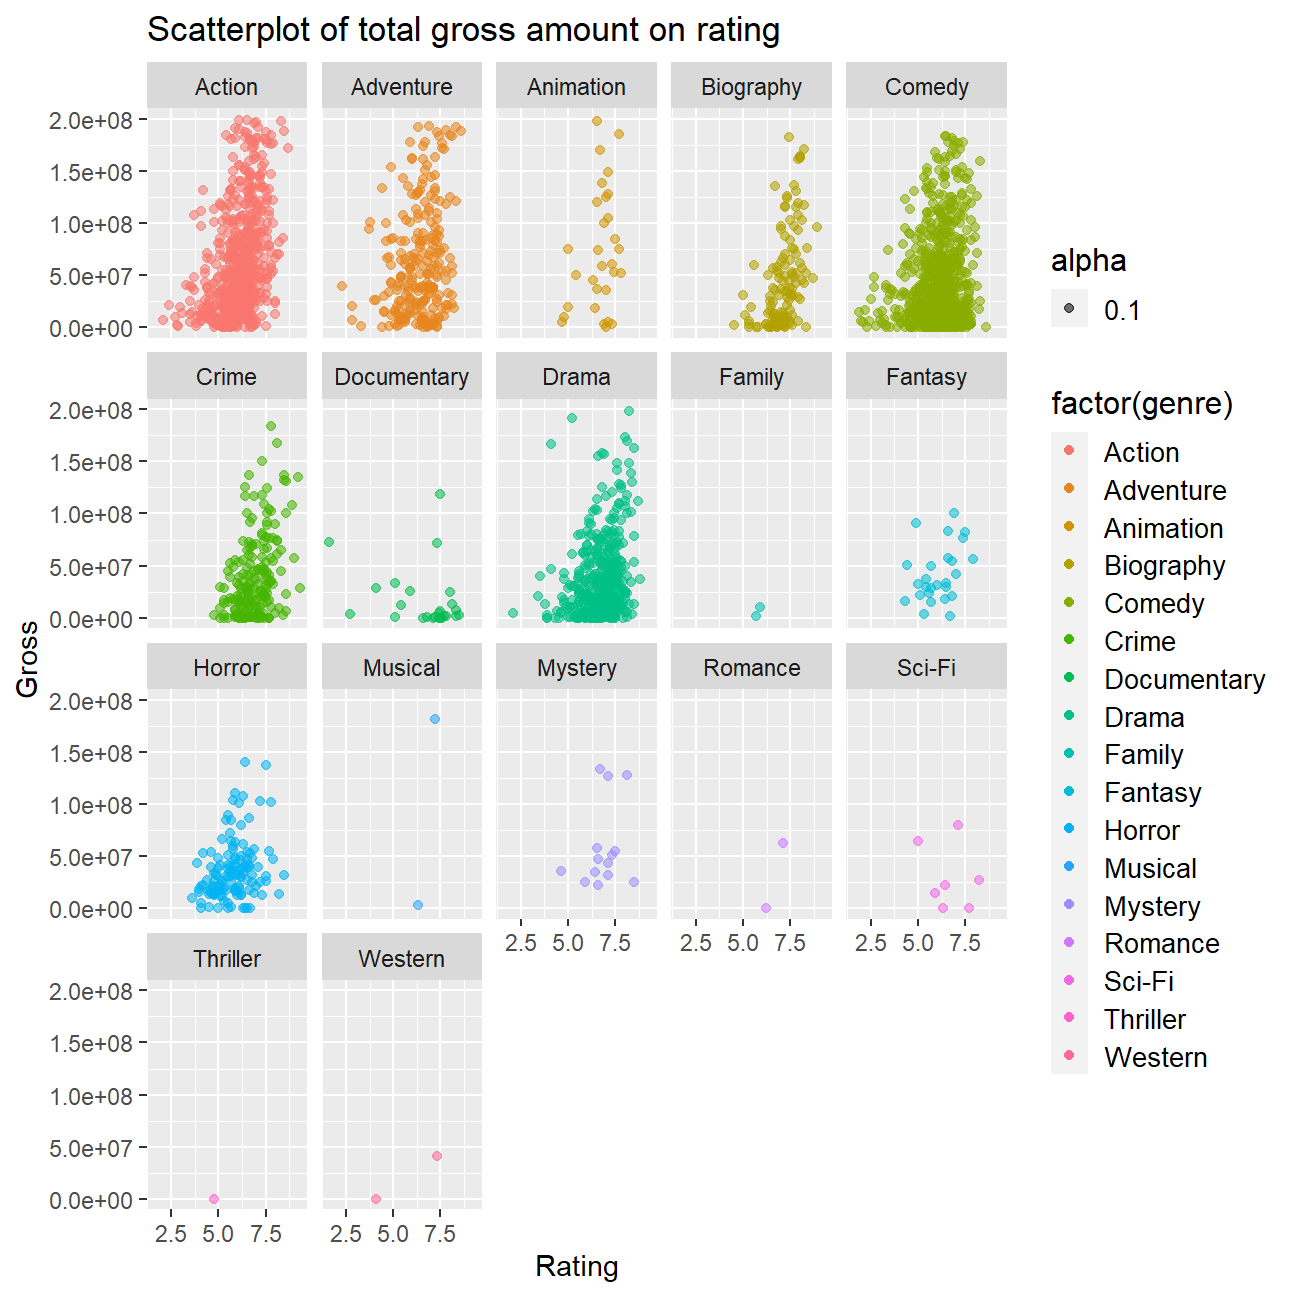 Scatterplot of total gross amount on rating
Action Adventure Animation Biography Comedy
2.0e+08
1.5e+08
1.0e+08
5.0e+07
0.0e+00
Crime Documentary Drama Family Fantasy
2.0e+08
1.5e+08
1.0e+08
5.0e+07
0.0e+00
Gross
Horror Musical Mystery Romance Sci-Fi
2.0e+08
1.5e+08
1.0e+08
5.0e+07
0.0e+00
2.5 5.0 7.5 2.5 5.0 7.5 2.5 5.0 7.5
Thriller Western
2.0e+08
1.5e+08
1.0e+08
5.0e+07
0.0e+00
2.5 5.0 7.5 2.5 5.0 7.5
Rating
alpha
0.1
factor(genre)
Action
Adventure
Animation
Biography
Comedy
Crime
Documentary
Drama
Family
Fantasy
Horror
Musical
Mystery
Romance
Sci-Fi
Thriller
Western